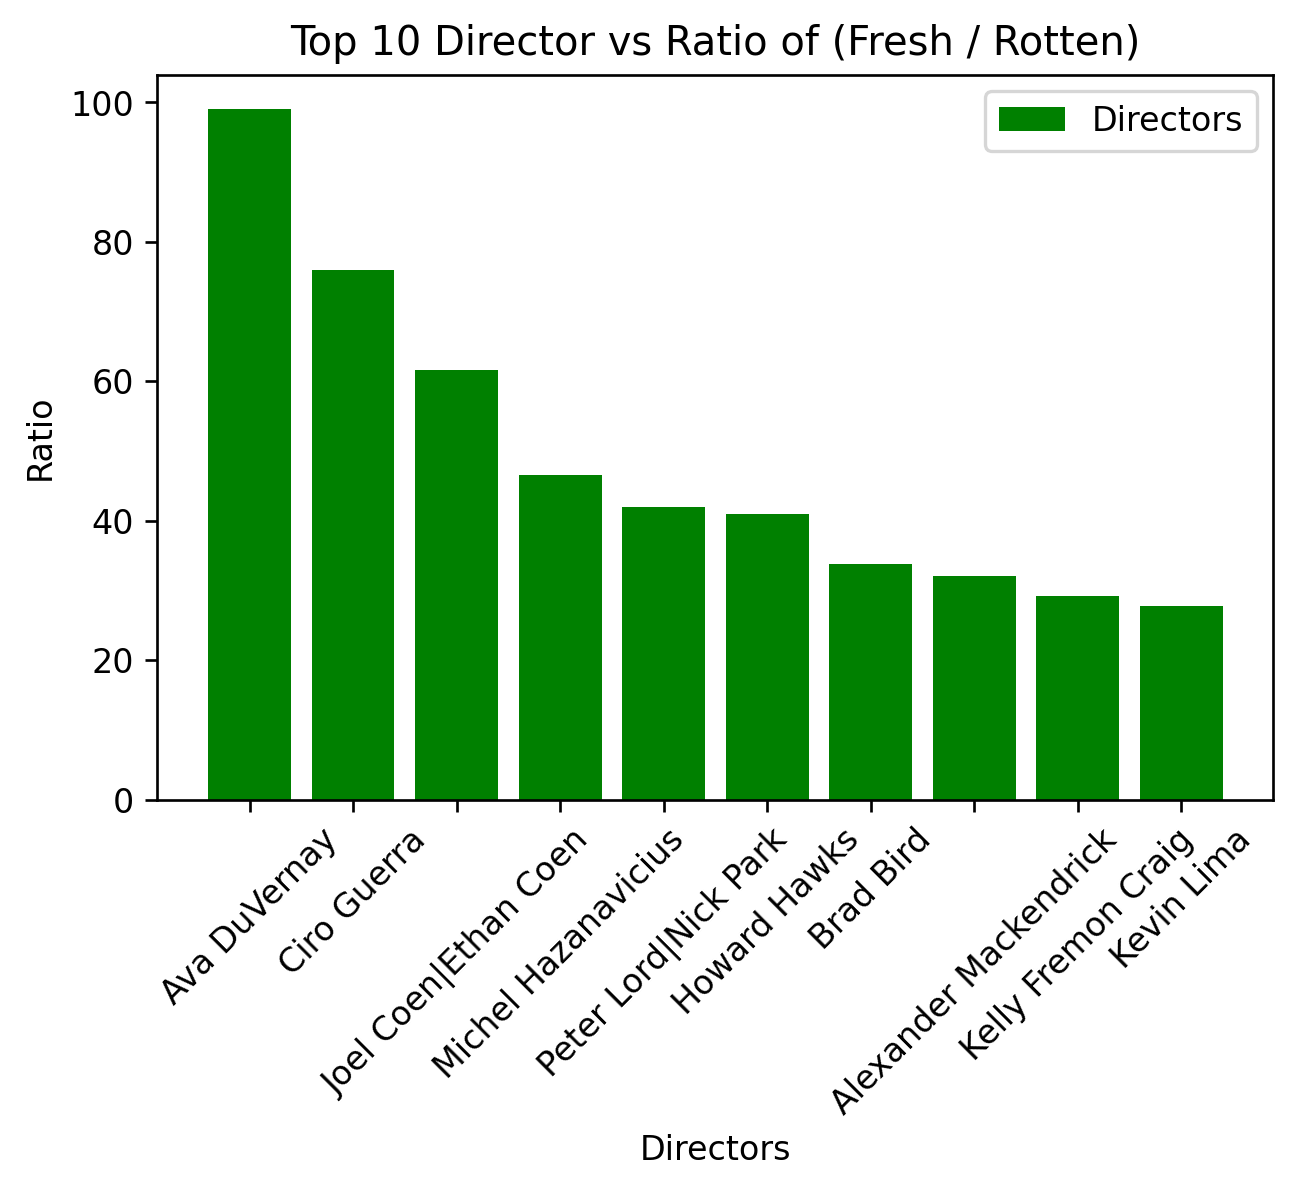 Top 10 Director vs Ratio of (Fresh / Rotten)
Directors
100
80
60
40
20
0
Ratio
Ava DuVernay
Ciro Guerra
Joel Coen|Ethan Coen
Michel Hazanavicius
Peter Lord|Nick Park
Howard Hawks
Brad Bird
Alexander Mackendrick
Kelly Fremon Craig
Kevin Lima
Directors